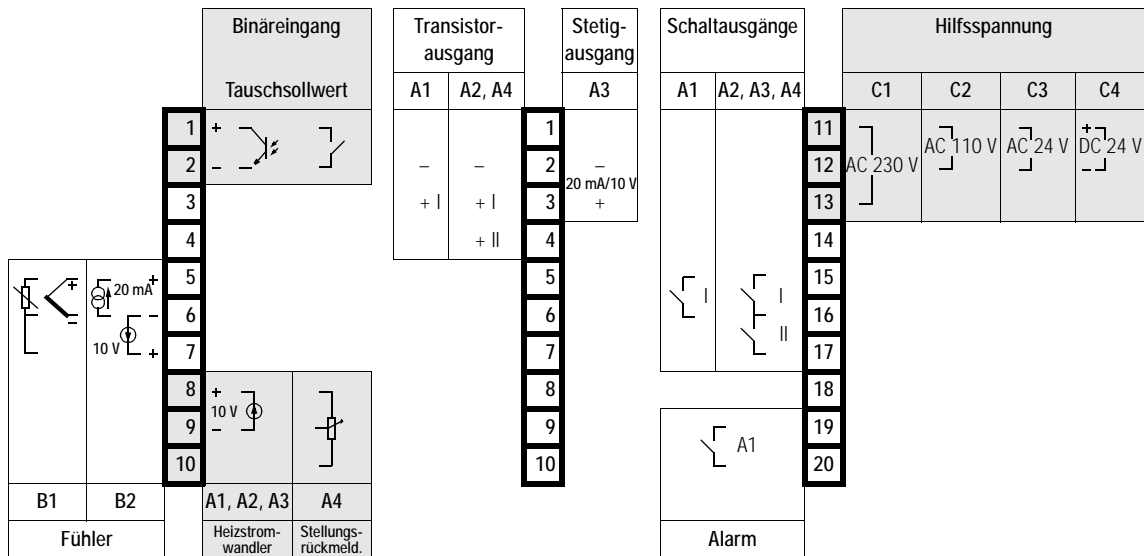 Binäreingang
Transistor-
ausgang
Stetig-
ausgang
Schaltausgänge
Hilfsspannung
Tauschsollwert
A1 A2, A4
A3
A1 A2, A3, A4
C1 C2 C3 C4
1 + 1 11
AC 110 V AC 24 V + DC 24 V –
2 – – – 2 – 12 AC 230 V
20 mA/10 V
3 + I + I 3 + 13
4 + II 4 14
5 + 20 mA + 5 15
6 – – 6 I I 16
7 10 V + 7 II 17
8 + 8 18
10 V
9 – 9 A1 19
10 10 20
B1 B2 A1, A2, A3 A4
Fühler
Heizstrom-
wandler
Stellungs-
rückmeld.
Alarm